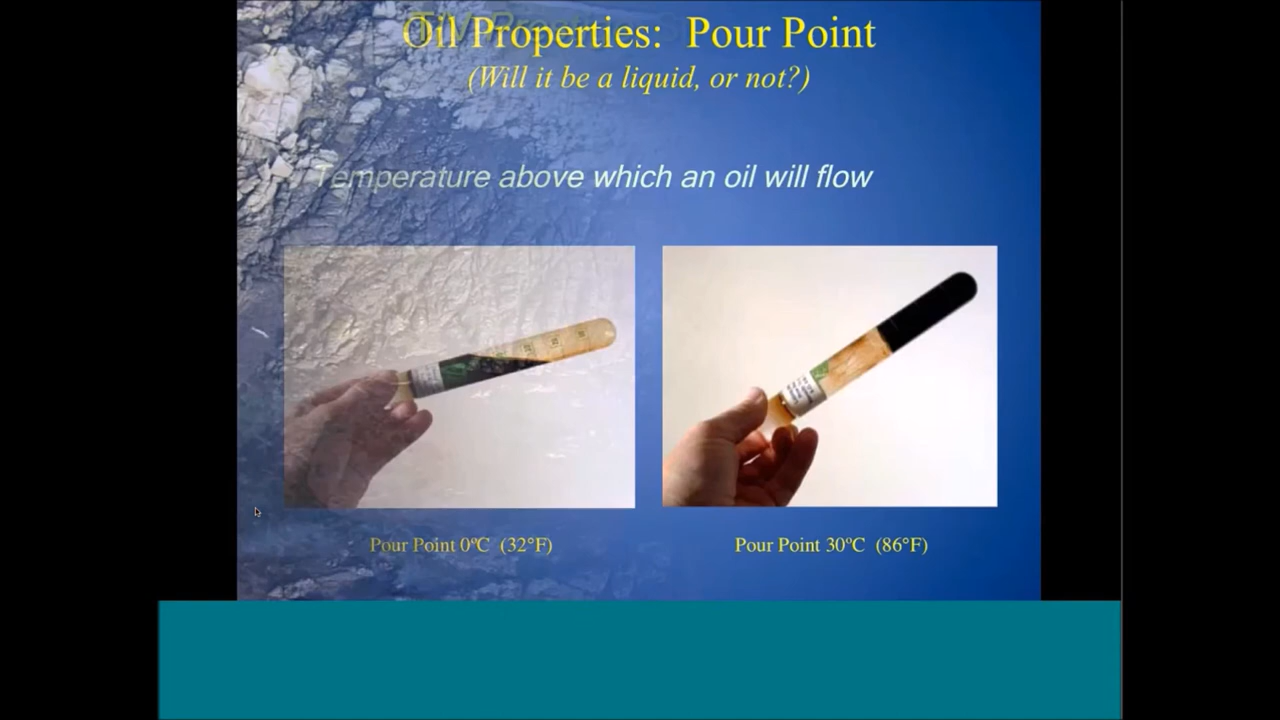 Oil Properties: Pour Point
(Will it be a liquid, or not?)
Temperature above which an oil will flow
Pour Point 0ºC (32°F)
Pour Point 30ºC (86°F)